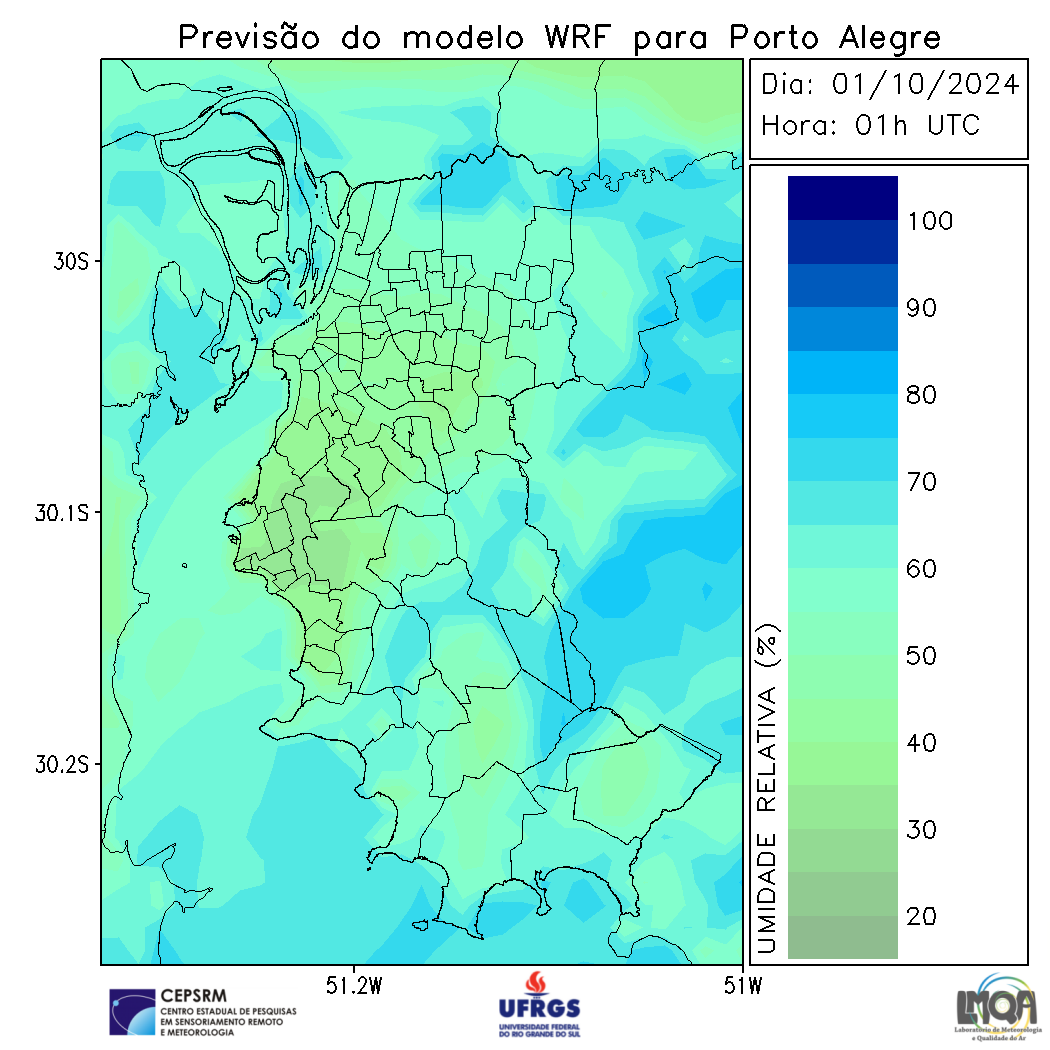 Previsão do modelo WRF para Porto Alegre
Dia: 01/10/2024
Hora: 01h UTC
30S
30.1S
30.2S
51.2W
51W
UMIDADE RELATIVA (%)
100
90
80
70
60
50
40
30
20
CEPSRM
CENTRO ESTADUAL DE PESQUISAS
EM SENSORIAMENTO REMOTO
E METEOROLOGIA
UFRGS
UNIVERSIDADE FEDERAL
DO RIO GRANDE DO SUL
LMQA
Laboratório de Meteorologia
e Qualidade do Ar